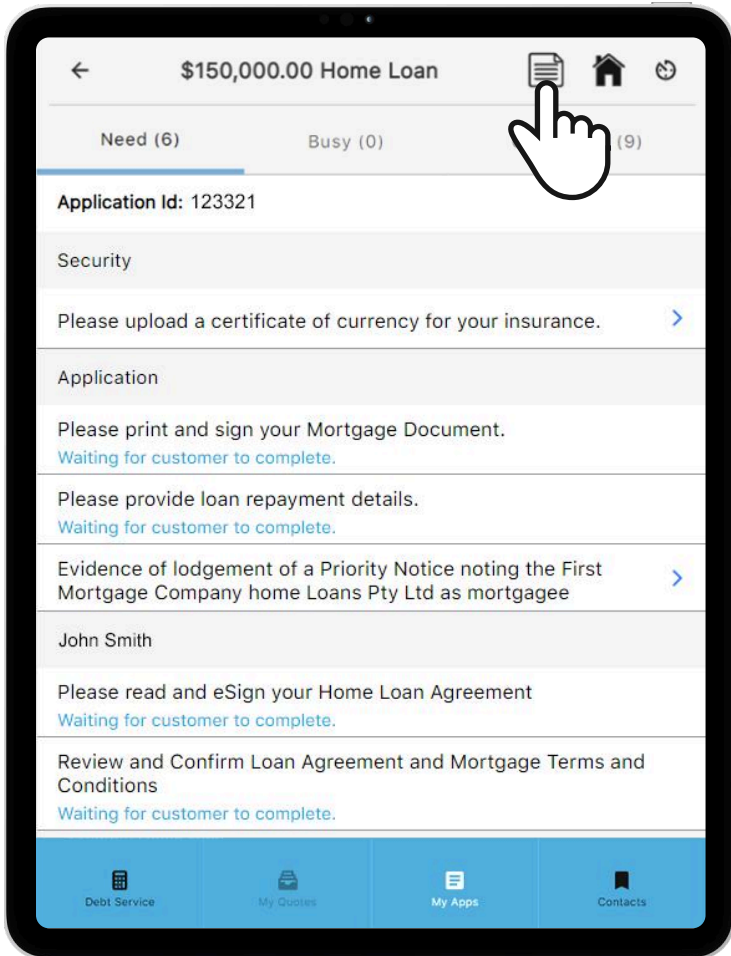 $150,000.00 Home Loan
Need (6)
Busy (0)
(9)
Application Id: 123321
Security
Please upload a certificate of currency for your insurance.
Application
Please print and sign your Mortgage Document.
Waiting for customer to complete.
Please provide loan repayment details.
Waiting for customer to complete.
Evidence of lodgement of a Priority Notice noting the First
Mortgage Company home Loans Pty Ltd as mortgagee
John Smith
Please read and eSign your Home Loan Agreement
Waiting for customer to complete.
Review and Confirm Loan Agreement and Mortgage Terms and
Conditions
Waiting for customer to complete.
Debt Service
My Quotes
My Apps
Contacts